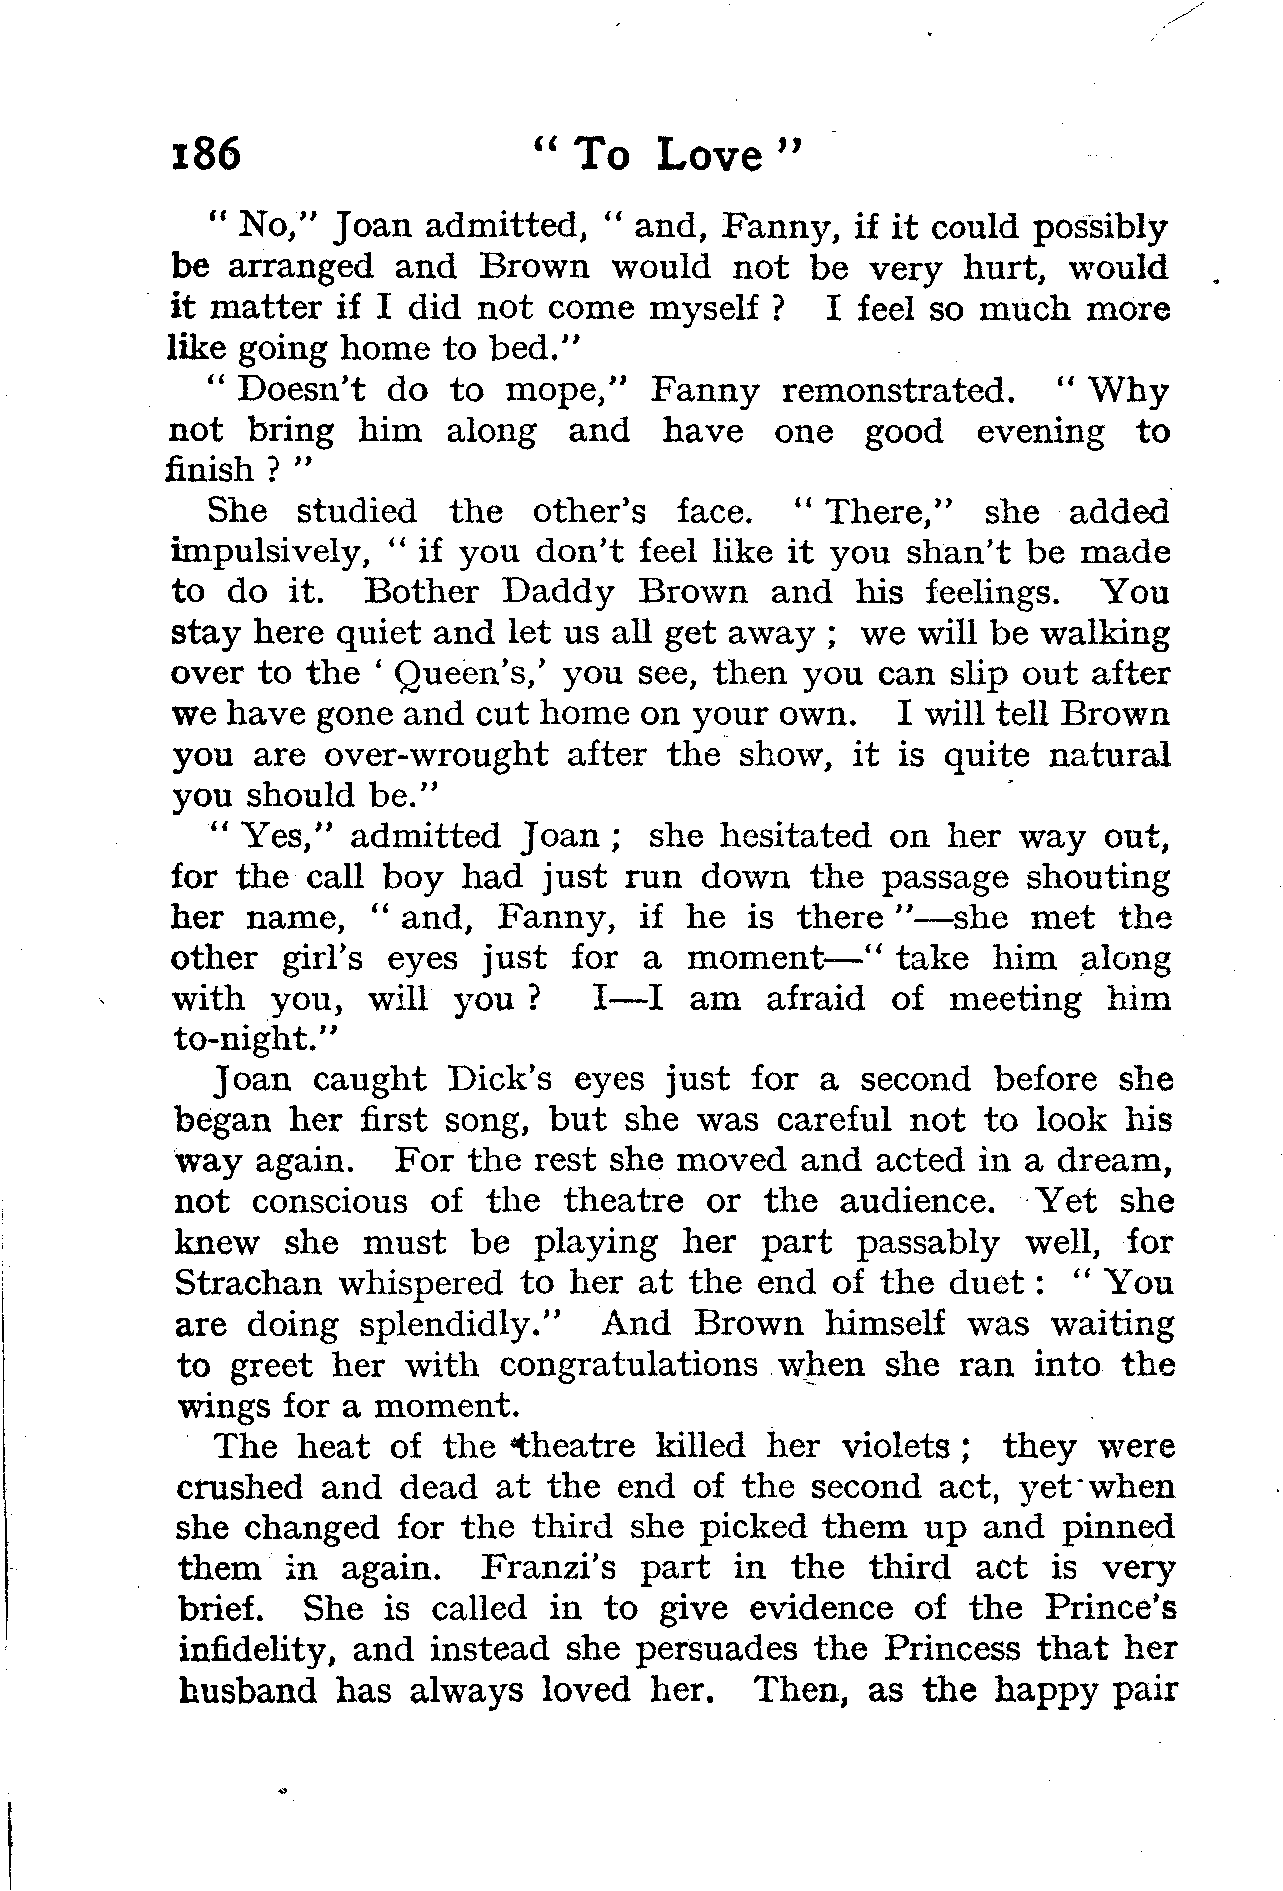 186 " To Love "
" No," Joan admitted, " and, Fanny, if it could possibly
be arranged and Brown would not be very hurt, would
it matter if I did not come myself ? I feel so much more
like going home to bed."
" Doesn't do to mope," Fanny remonstrated. " Why
not bring him along and have one good evening to
finish ? "
She studied the other's face. " There," she added
impulsively, " if you don't feel like it you shan't be made
to do it. Bother Daddy Brown and his feelings. You
stay here quiet and let us all get away ; we will be walking
over to the ' Queen's,' you see, then you can slip out after
we have gone and cut home on your own. I will tell Brown
you are over-wrought after the show, it is quite natural
you should be."
" Yes," admitted Joan ; she hesitated on her way out,
for the call boy had just run down the passage shouting
her name, " and, Fanny, if he is there "—she met the
other girl's eyes just for a moment—" take him along
with you, will you ? I—I am afraid of meeting him
to-night."
Joan caught Dick's eyes just for a second before she
began her first song, but she was careful not to look his
way again. For the rest she moved and acted in a dream,
not conscious of the theatre or the audience. Yet she
knew she must be playing her part passably well, for
Strachan whispered to her at the end of the duet : " You
are doing splendidly." And Brown himself was waiting
to greet her with congratulations when she ran into the
wings for a moment.
The heat of the theatre killed her violets ; they were
crushed and dead at the end of the second act, yet when
she changed for the third she picked them up and pinned
them in again. Franzi's part in the third act is very
brief. She is called in to give evidence of the Prince's
infidelity, and instead she persuades the Princess that her
husband has always loved her. Then, as the happy pair